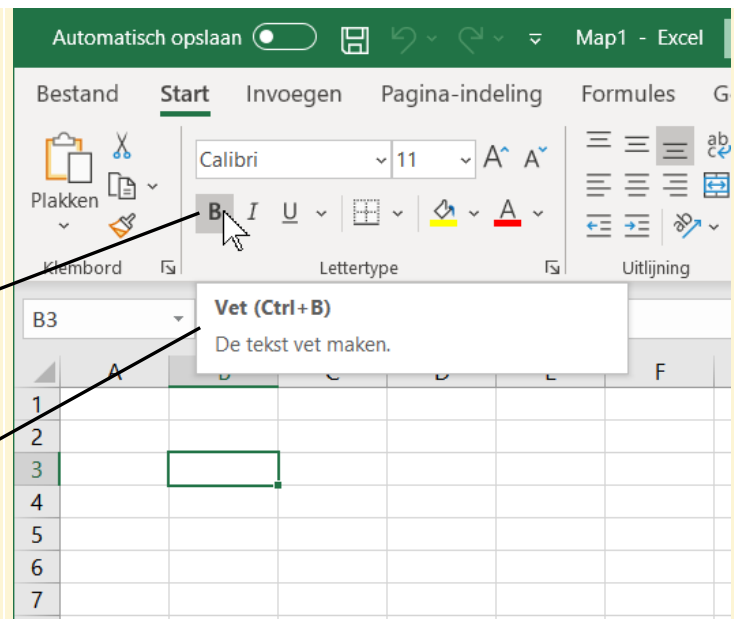 Automatisch opslaan Map1 - Excel
Bestand Start Invoegen Pagina-indeling Formules
Plakken Calibri 11 A A ab
B I U A
Klembord Lettertype Uitlijning
B3
Vet (Ctrl+B)
De tekst vet maken.
A F
1
2
3
4
5
6
7